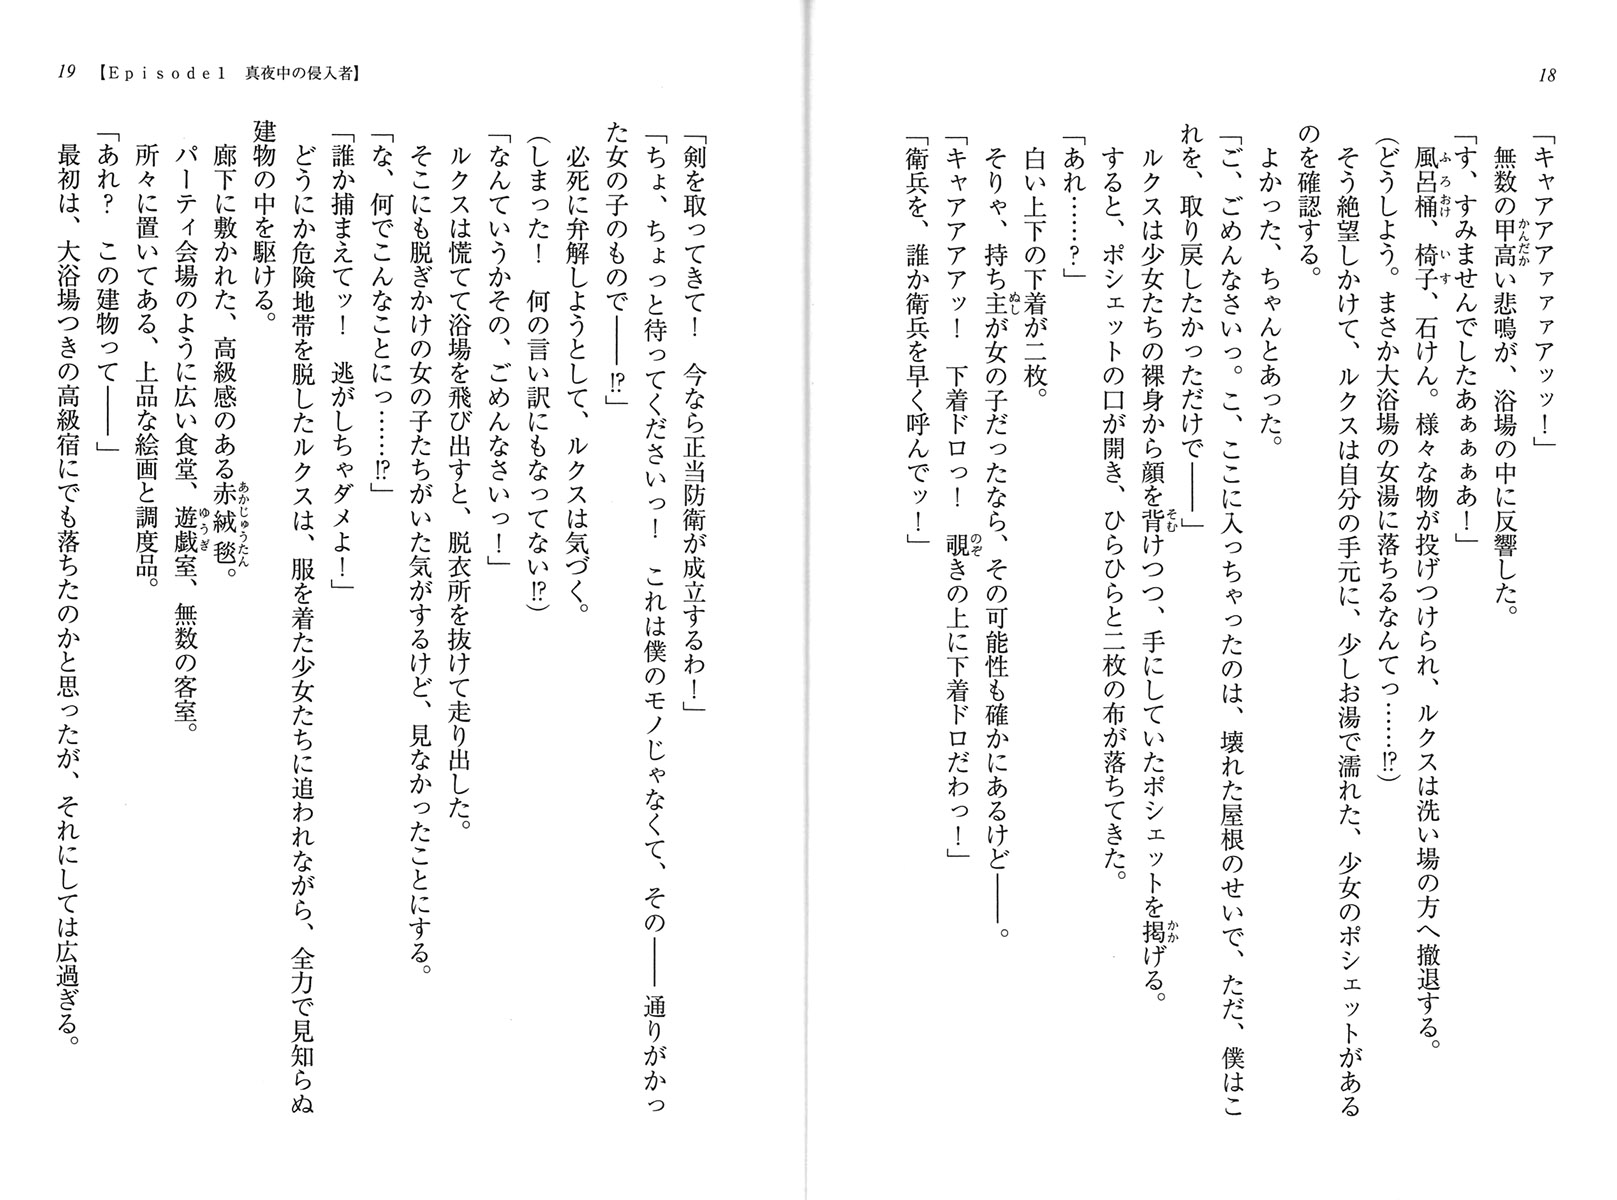 18
「キャアアアァァァアッッ！」
無数の甲高い悲鳴が、浴場の中に反響した。
「す、すみませんでしたあぁぁぁあ！」
風呂桶、椅子、石けん。様々な物が投げつけられ、ルクスは洗い場の方へ撤退する。
(どうしよう。まさか大浴場の女湯に落ちるなんてっ……!?)
そう絶望しかけて、ルクスは自分の手元に、少しお湯で濡れた、少女のポシェットがある
のを確認する。
よかった、ちゃんとあった。
「ご、ごめんなさいっ。こ、ここに入っちゃったのは、壊れた屋根のせいで、ただ、僕はこ
れを、取り戻したかっただけで――」
ルクスは少女たちの裸身から顔を背けつつ、手にしていたポシェットを掲げる。
すると、ポシェットの口が開き、ひらひらと二枚の布が落ちてきた。
「あれ……？」
白い上下の下着が二枚。
そりゃ、持ち主が女の子だったなら、その可能性も確かにあるけど――。
「キャアアアアッ！　下着ドロっ！　覗きの上に下着ドロだわっ！」
「衛兵を、誰か衛兵を早く呼んでッ！」
19 【Episode1　真夜中の侵入者】
「剣を取ってきて！　今なら正当防衛が成立するわ！」
「ちょ、ちょっと待ってくださいっ！　これは僕のモノじゃなくて、その――通りがかっ
た女の子のもので――!?」
必死に弁解しようとして、ルクスは気づく。
(しまった！　何の言い訳にもなってない!?)
「なんていうかその、ごめんなさいっ！」
ルクスは慌てて浴場を飛び出すと、脱衣所を抜けて走り出した。
そこにも脱ぎかけの女の子たちがいた気がするけど、見なかったことにする。
「な、何でこんなことにっ……!?」
「誰か捕まえてッ！　逃がしちゃダメよ！」
どうにか危険地帯を脱したルクスは、服を着た少女たちに追われながら、全力で見知らぬ
建物の中を駆ける。
廊下に敷かれた、高級感のある赤絨毯。
パーティ会場のように広い食堂、遊戯室、無数の客室。
所々に置いてある、上品な絵画と調度品。
「あれ？　この建物って――」
最初は、大浴場つきの高級宿にでも落ちたのかと思ったが、それにしては広過ぎる。